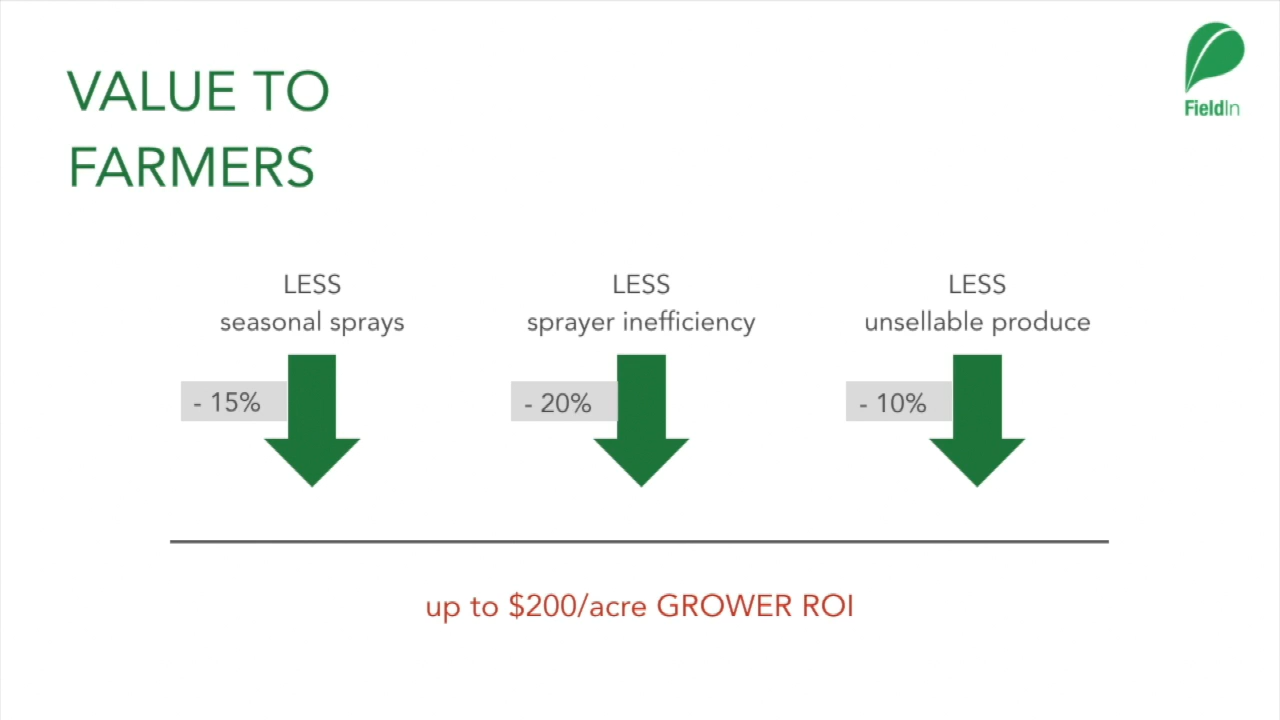 VALUE TO
FARMERS
FieldIn
LESS
seasonal sprays
- 15%
LESS
sprayer inefficiency
- 20%
LESS
unsellable produce
- 10%
up to $200/acre GROWER ROI